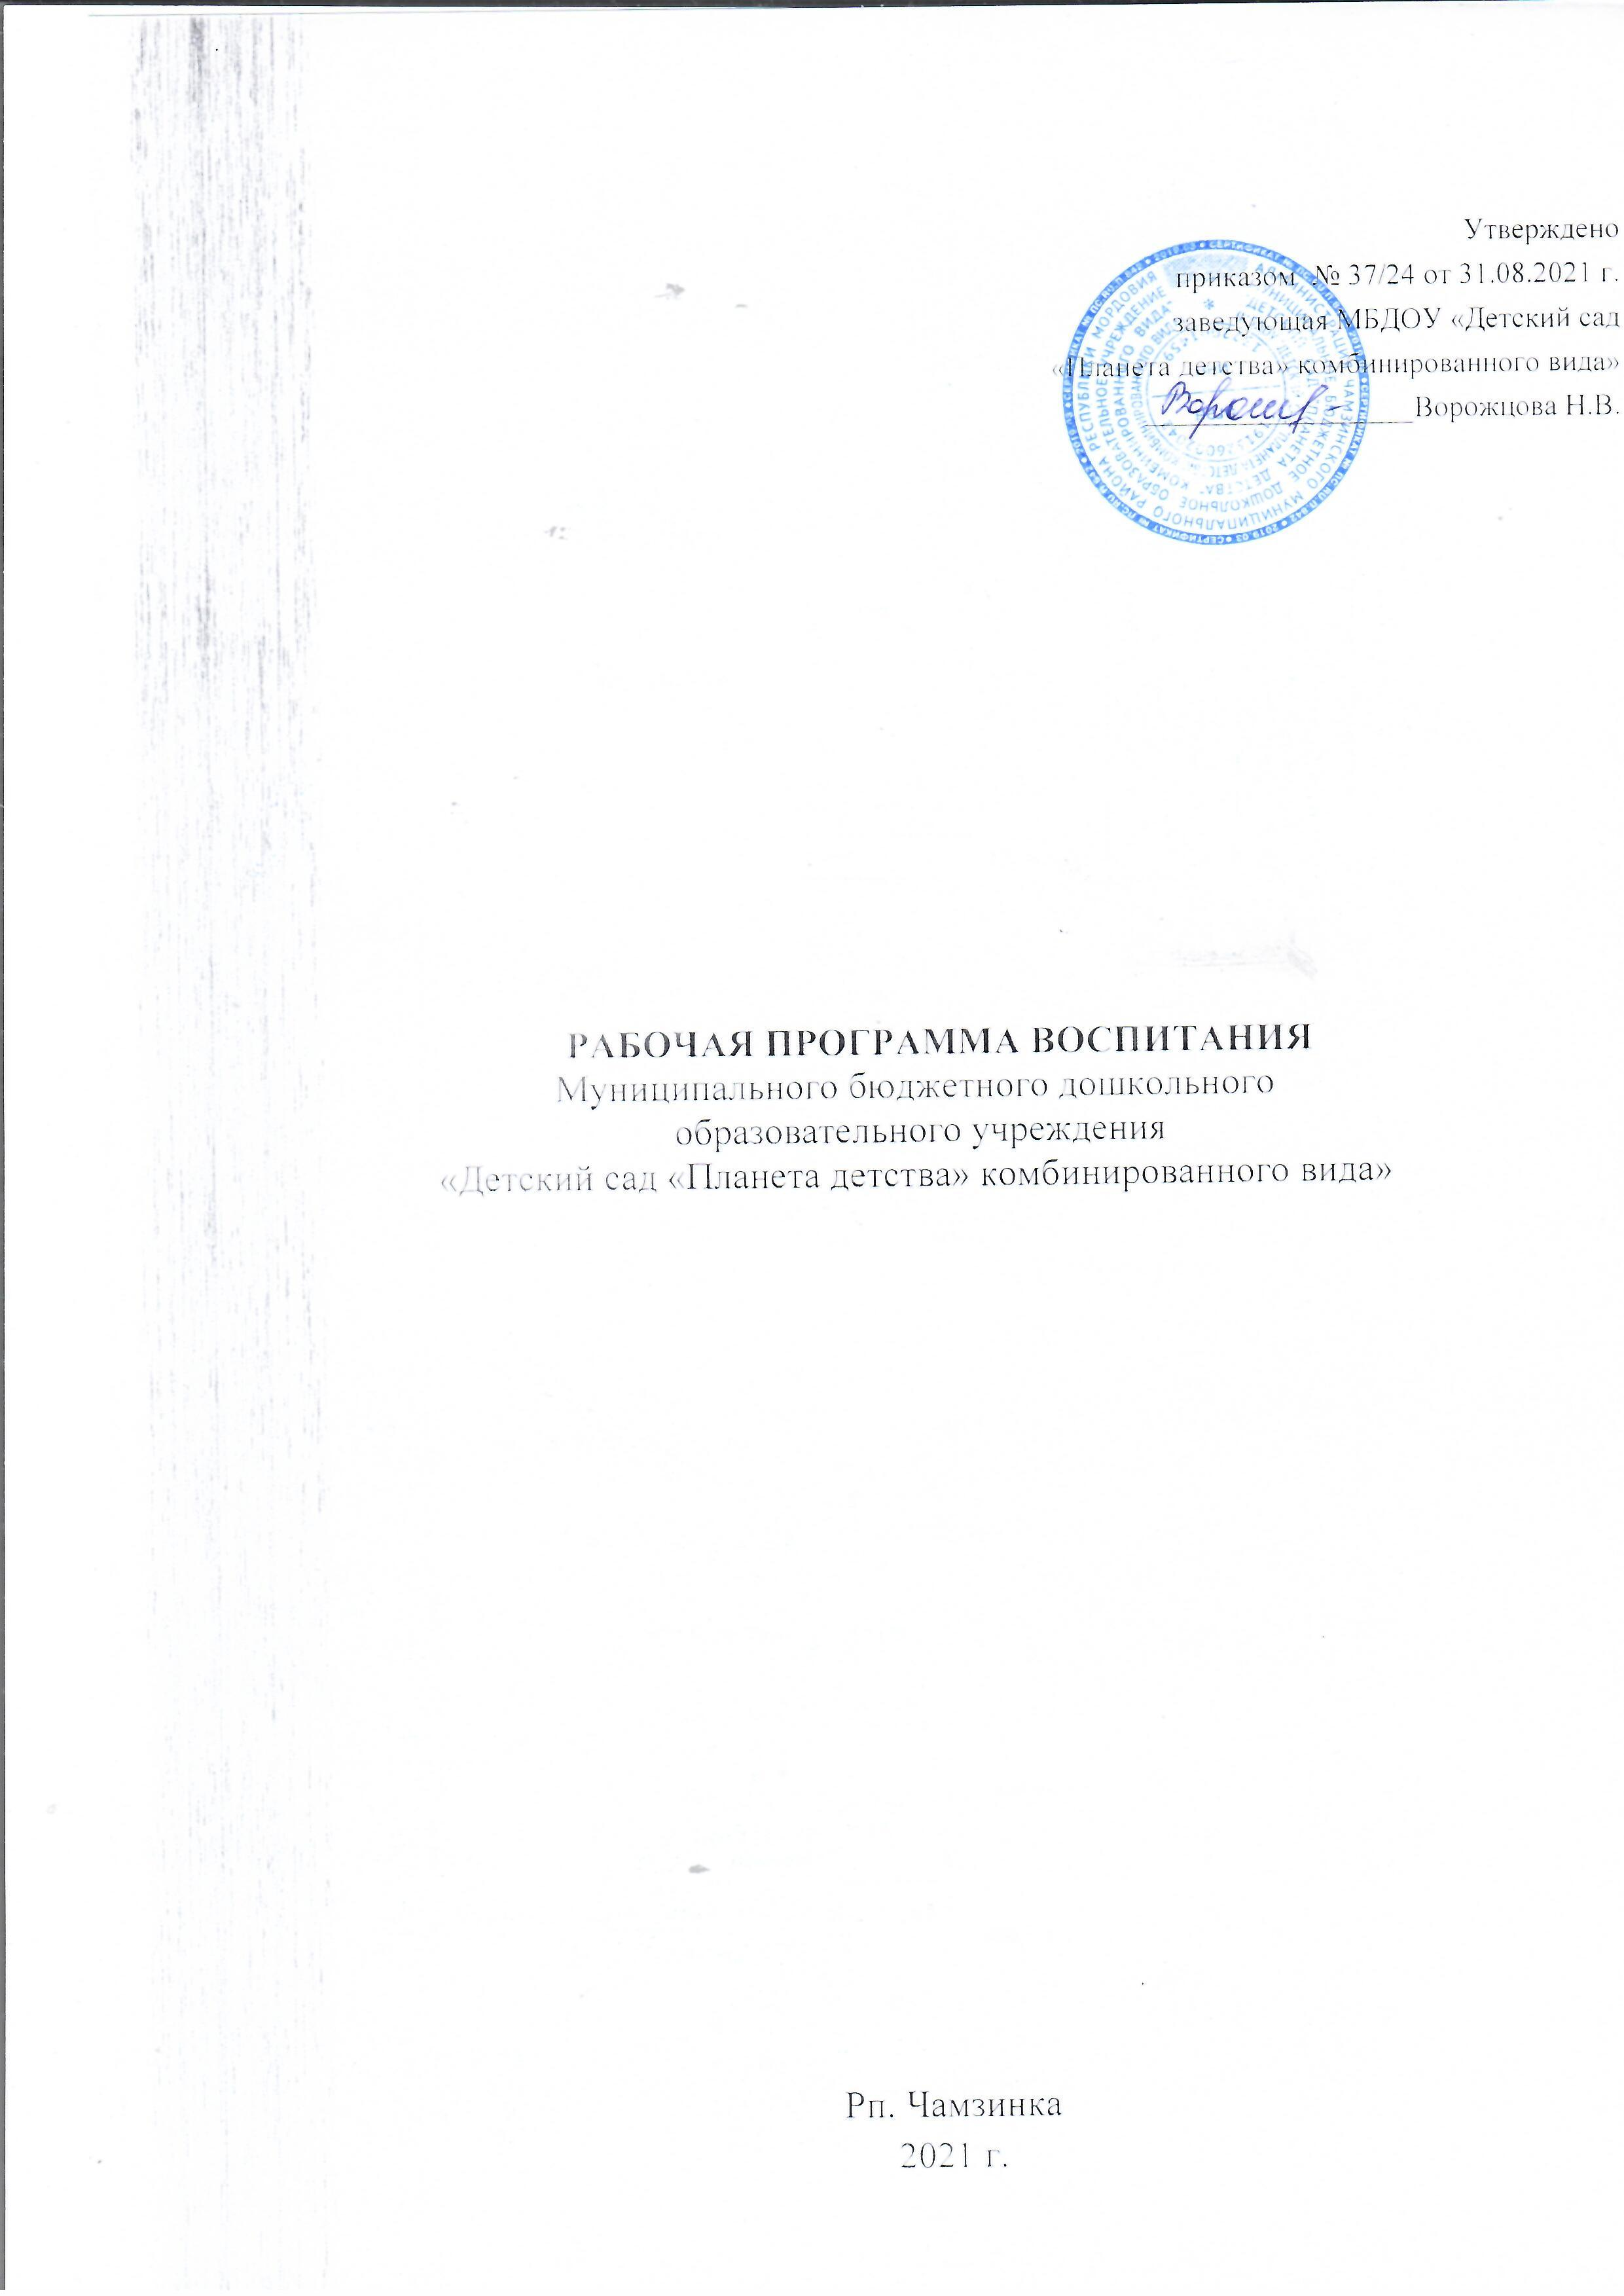 Утверждено
приказом № 37/24 от 31.08.2021 г.
заведующая МБДОУ «Детский сад
«Планета детства» комбинированного вида»
Ворожцова Н.В.
РАБОЧАЯ ПРОГРАММА ВОСПИТАНИЯ
Муниципального бюджетного дошкольного
образовательного учреждения
«Детский сад «Планета детства» комбинированного вида»
Рп. Чамзинка
2021 г.